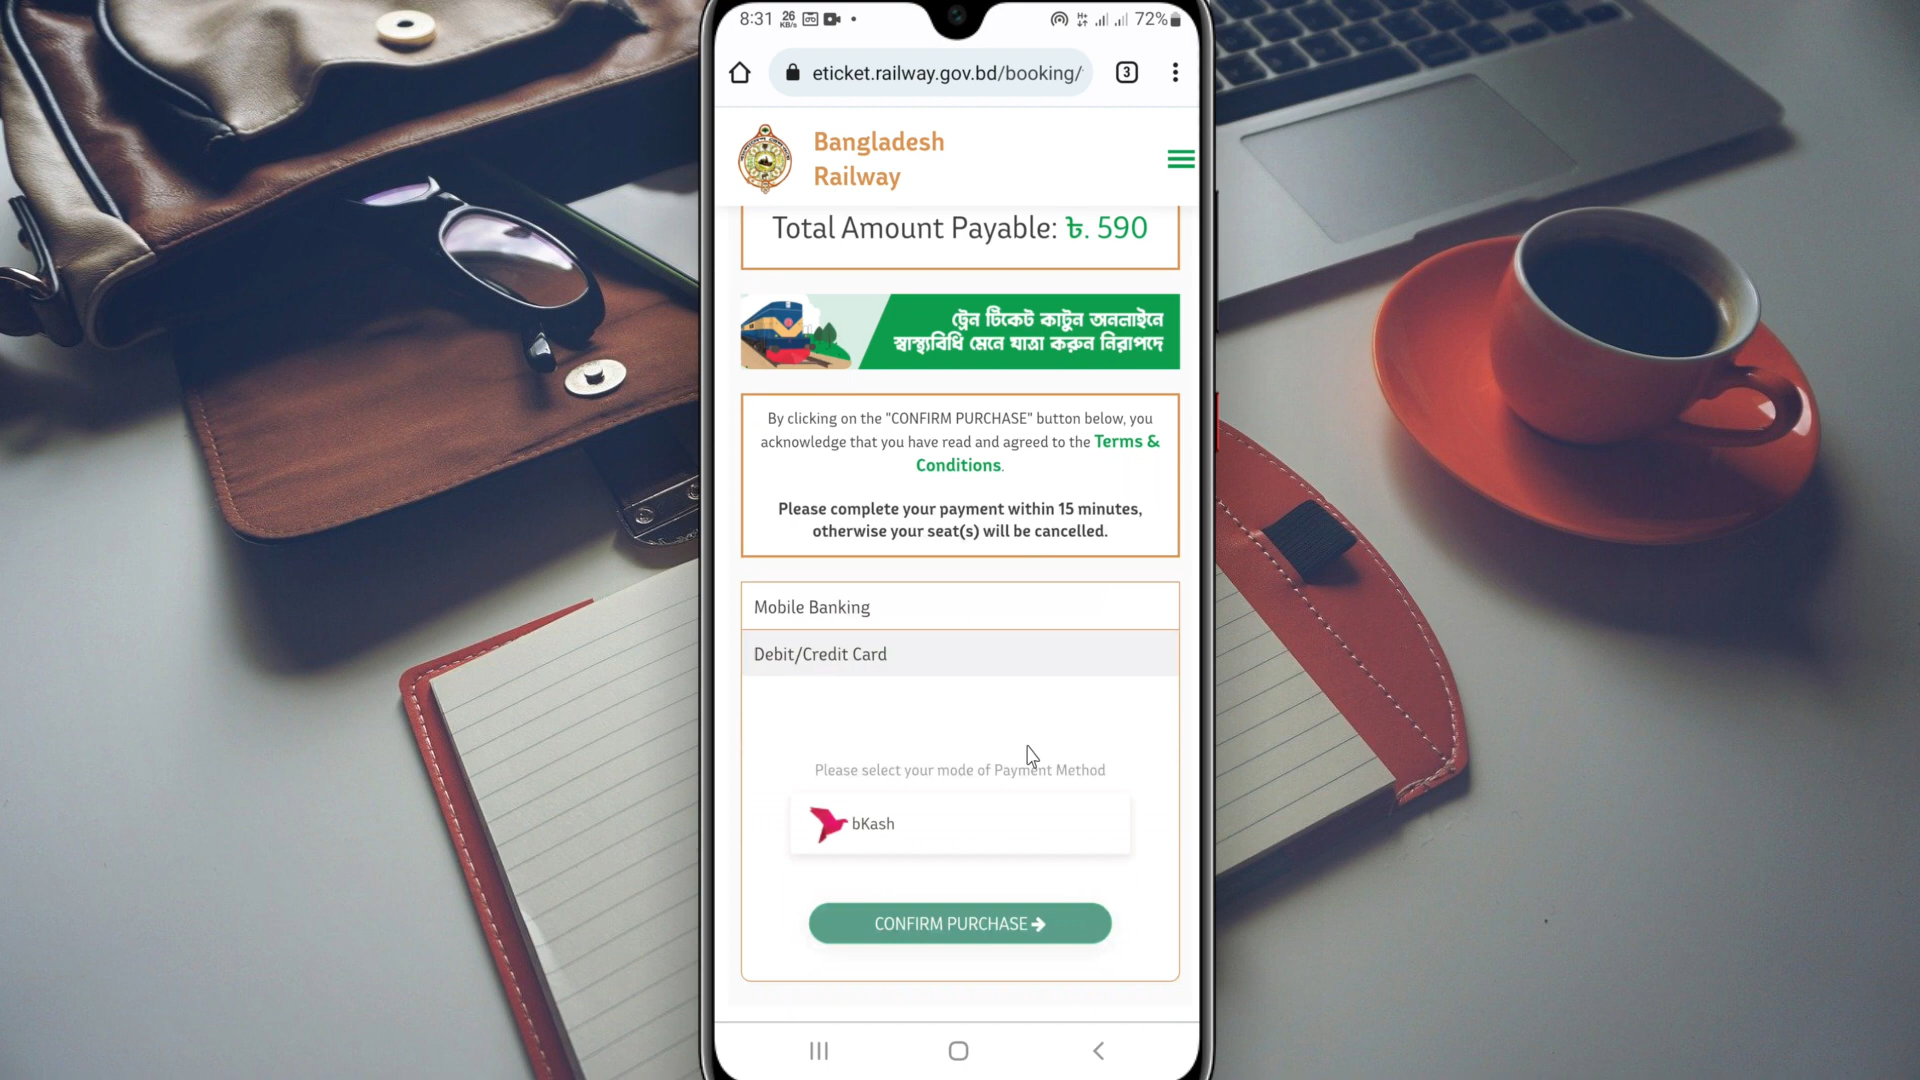 8:31 26 KB/s 72%
eticket.railway.gov.bd/booking/
3
Bangladesh
Railway
Total Amount Payable: ৳. 590
ট্রেন টিকেট কাটুন অনলাইনে
স্বাস্থ্যবিধি মেনে যাত্রা করুন নিরাপদে
By clicking on the "CONFIRM PURCHASE" button below, you
acknowledge that you have read and agreed to the Terms &
Conditions.
Please complete your payment within 15 minutes,
otherwise your seat(s) will be cancelled.
Mobile Banking
Debit/Credit Card
Please select your mode of Payment Method
bKash
CONFIRM PURCHASE